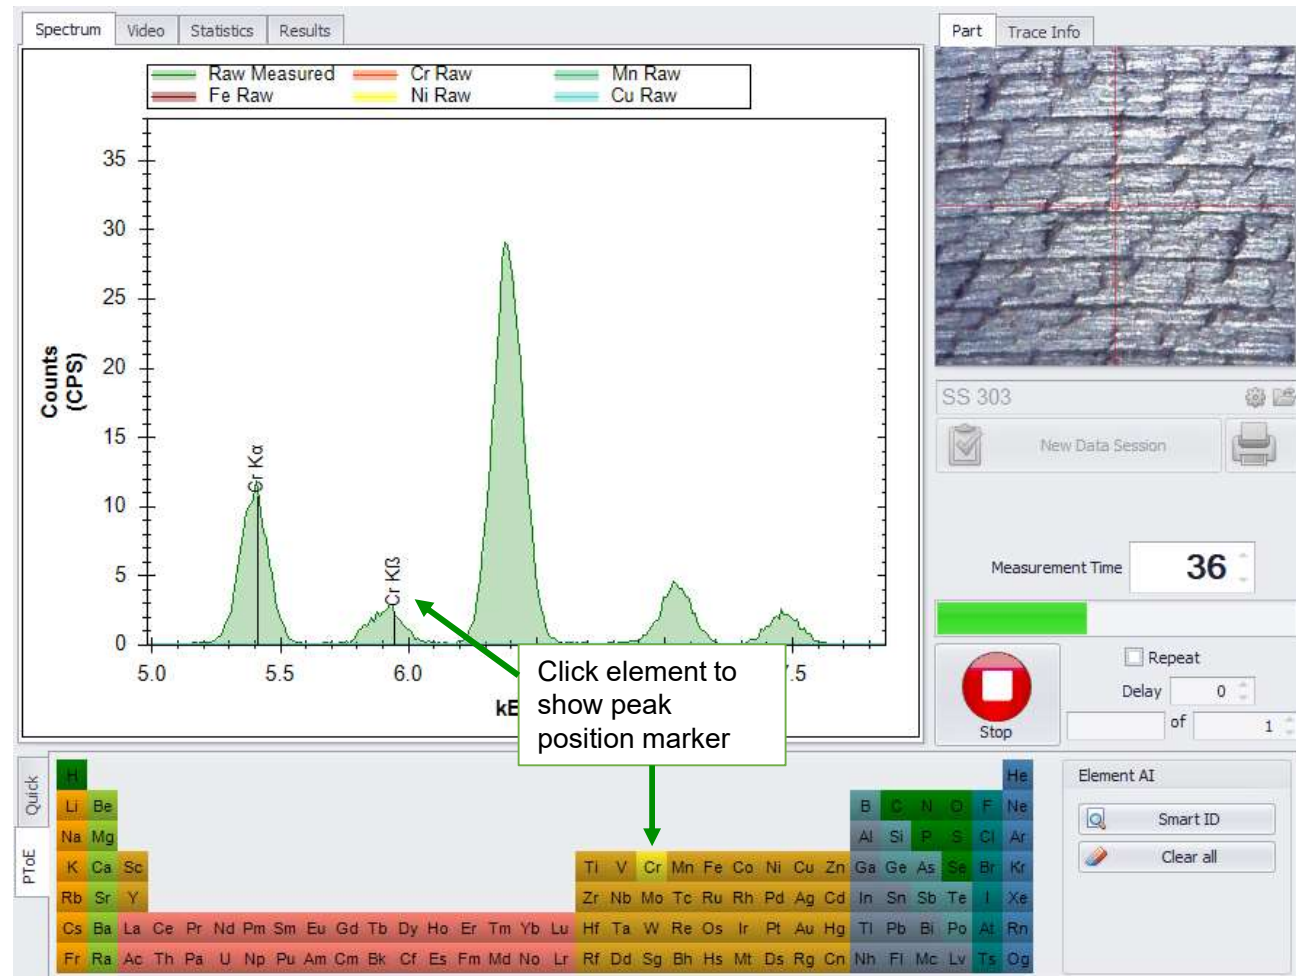 Spectrum Video Statistics Results
Raw Measured Cr Raw Mn Raw
Fe Raw Ni Raw Cu Raw
35
30
25
20
15
10
5
0
Counts
(CPS)
Cr Kα
Cr Kß
5.0 5.5 6.0 7.5
Click element to
show peak
position marker
Part Trace Info
SS 303
New Data Session
Measurement Time 36
Repeat
Delay 0
of 1
Stop
Quick
PToE
H He
Li Be B C N O F Ne
Na Mg Al Si P S Cl Ar
K Ca Sc Ti V Cr Mn Fe Co Ni Cu Zn Ga Ge As Se Br Kr
Rb Sr Y Zr Nb Mo Tc Ru Rh Pd Ag Cd In Sn Sb Te I Xe
Cs Ba La Ce Pr Nd Pm Sm Eu Gd Tb Dy Ho Er Tm Yb Lu Hf Ta W Re Os Ir Pt Au Hg Tl Pb Bi Po At Rn
Fr Ra Ac Th Pa U Np Pu Am Cm Bk Cf Es Fm Md No Lr Rf Dd Sg Bh Hs Mt Ds Rg Cn Nh Fl Mc Lv Ts Og
Element AI
Smart ID
Clear all